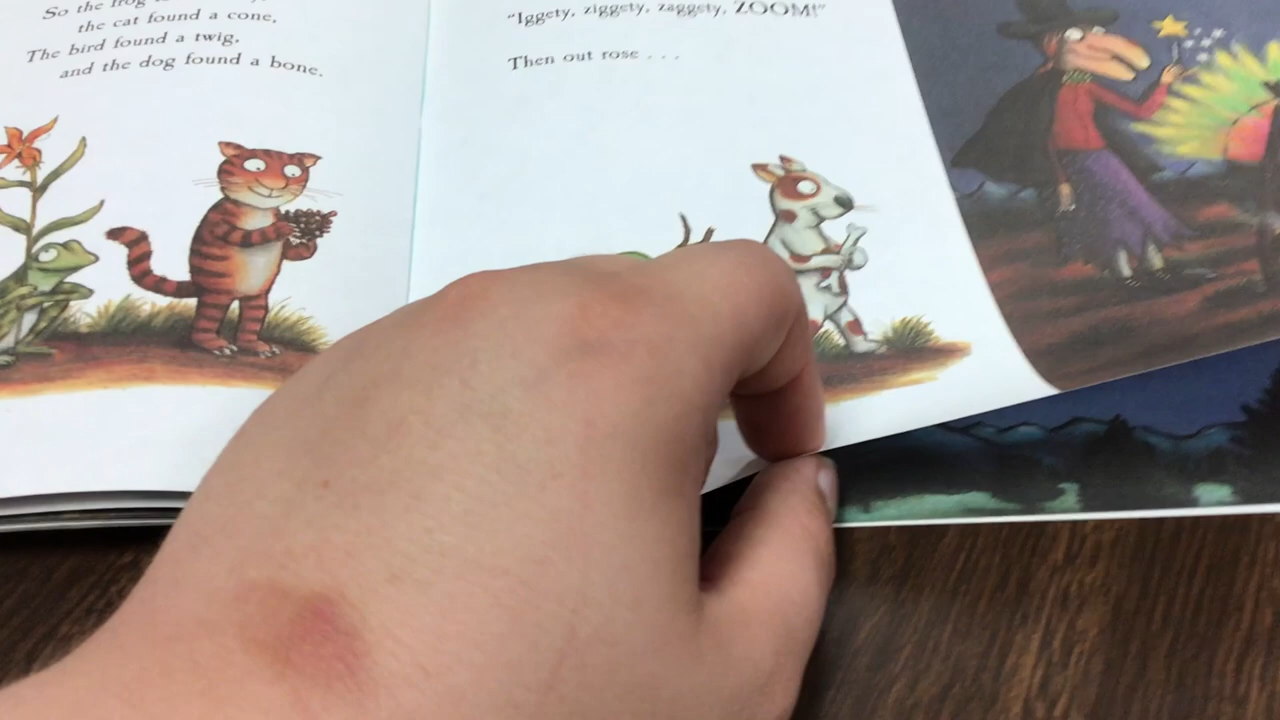 So the frog
the cat found a cone,
The bird found a twig,
and the dog found a bone.
"Iggety, ziggety, zaggety, ZOOM!"
Then out rose . . .